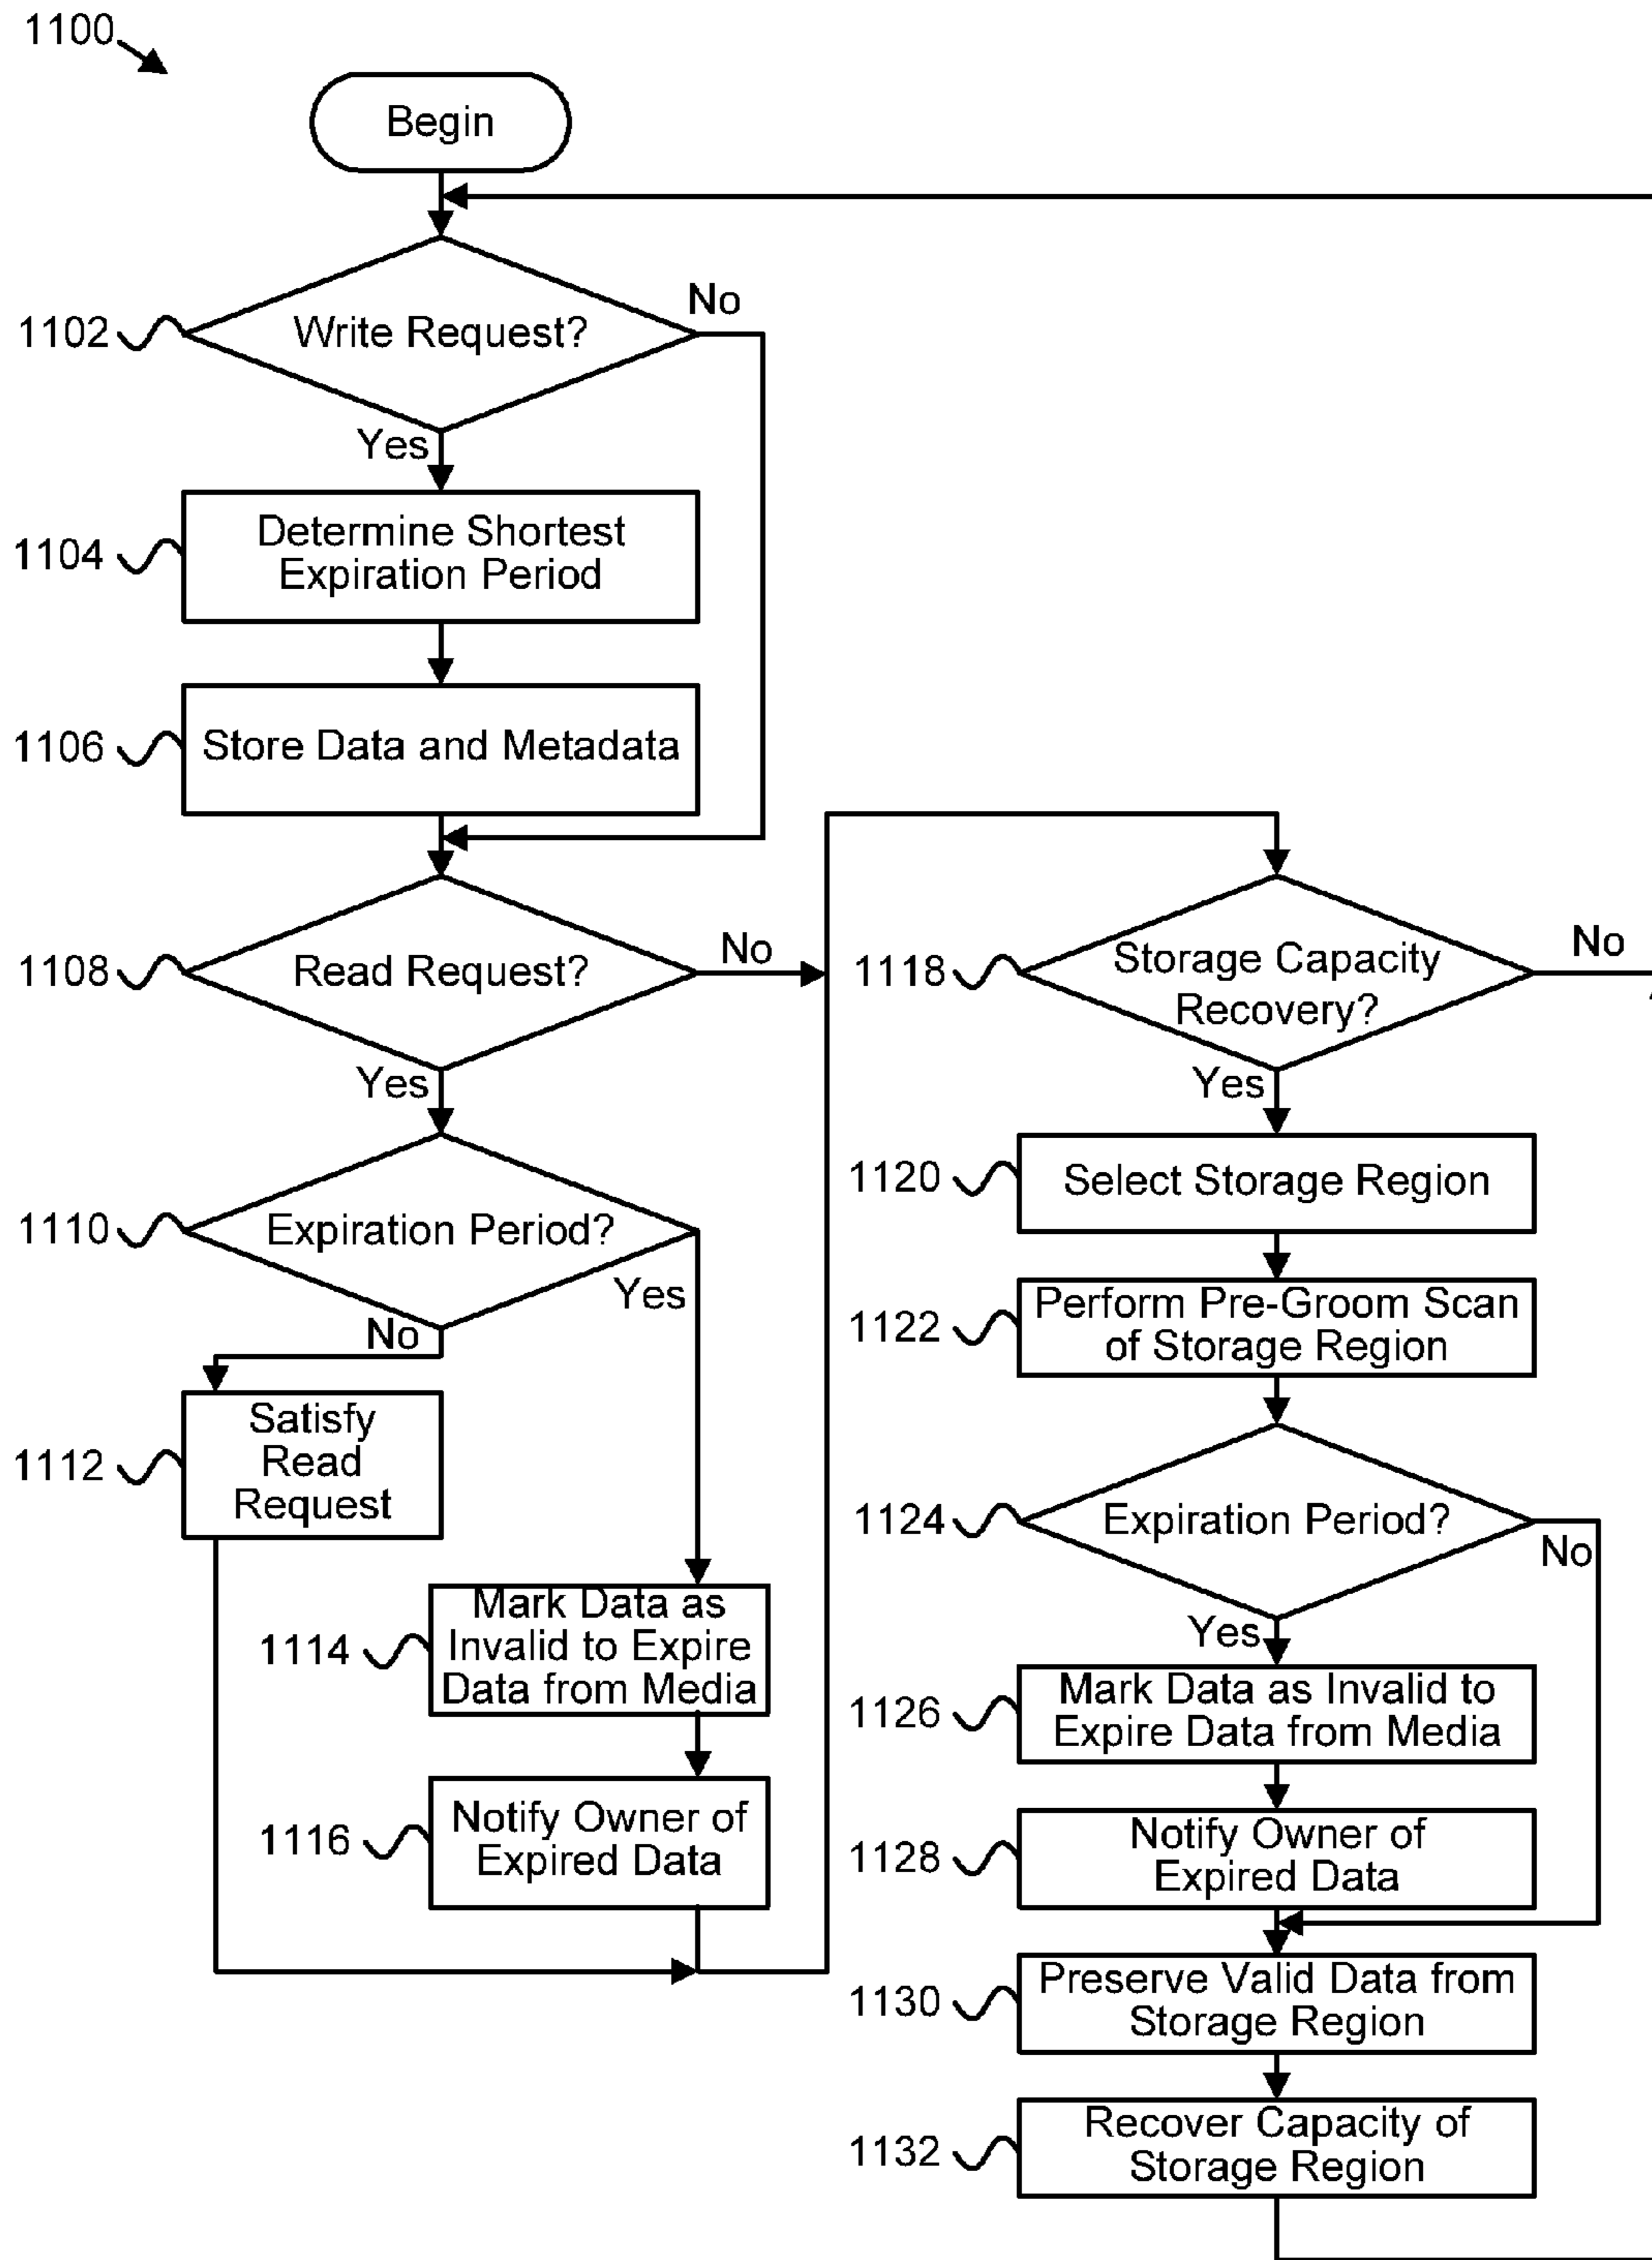 1100
Begin
1102
Write Request?
No
Yes
1104
Determine Shortest
Expiration Period
1106
Store Data and Metadata
1108
Read Request?
No
Yes
1110
Expiration Period?
Yes
No
1112
Satisfy
Read
Request
1114
Mark Data as
Invalid to Expire
Data from Media
1116
Notify Owner of
Expired Data
1118
Storage Capacity
Recovery?
No
Yes
1120
Select Storage Region
1122
Perform Pre-Groom Scan
of Storage Region
1124
Expiration Period?
No
Yes
1126
Mark Data as Invalid to
Expire Data from Media
1128
Notify Owner of
Expired Data
1130
Preserve Valid Data from
Storage Region
1132
Recover Capacity of
Storage Region